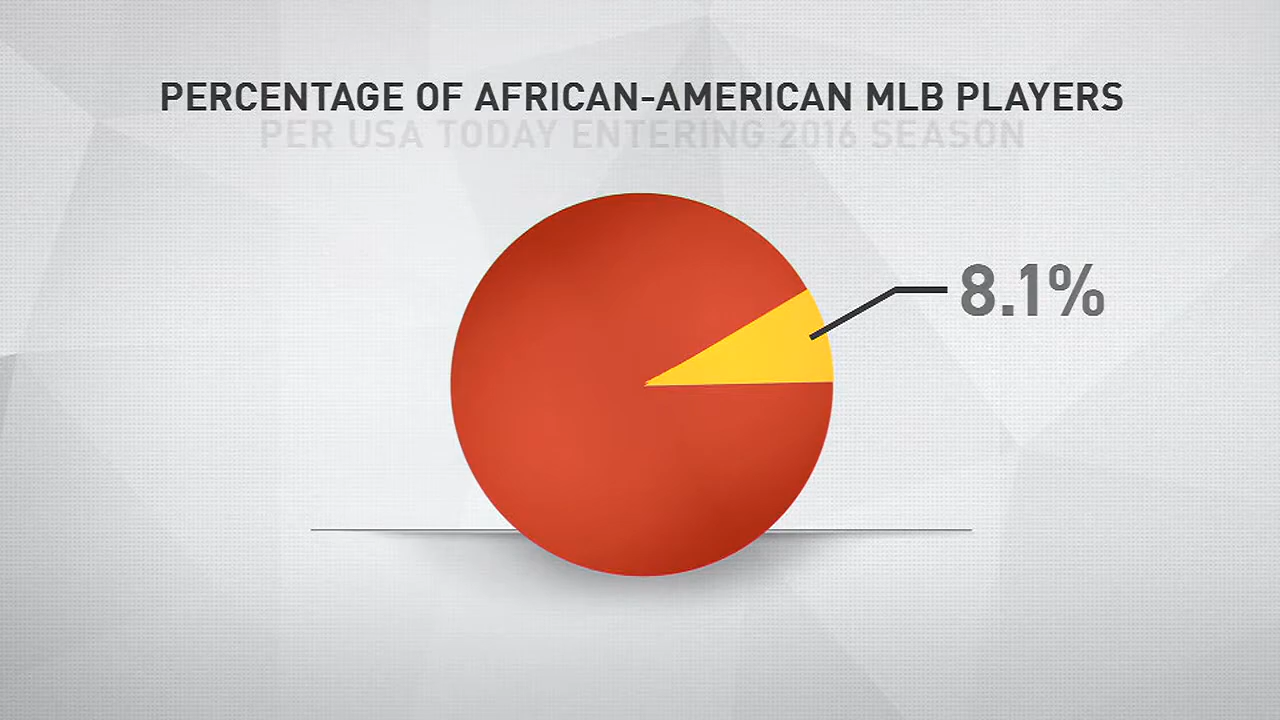 PERCENTAGE OF AFRICAN-AMERICAN MLB PLAYERS
PER USA TODAY ENTERING 2016 SEASON
8.1%